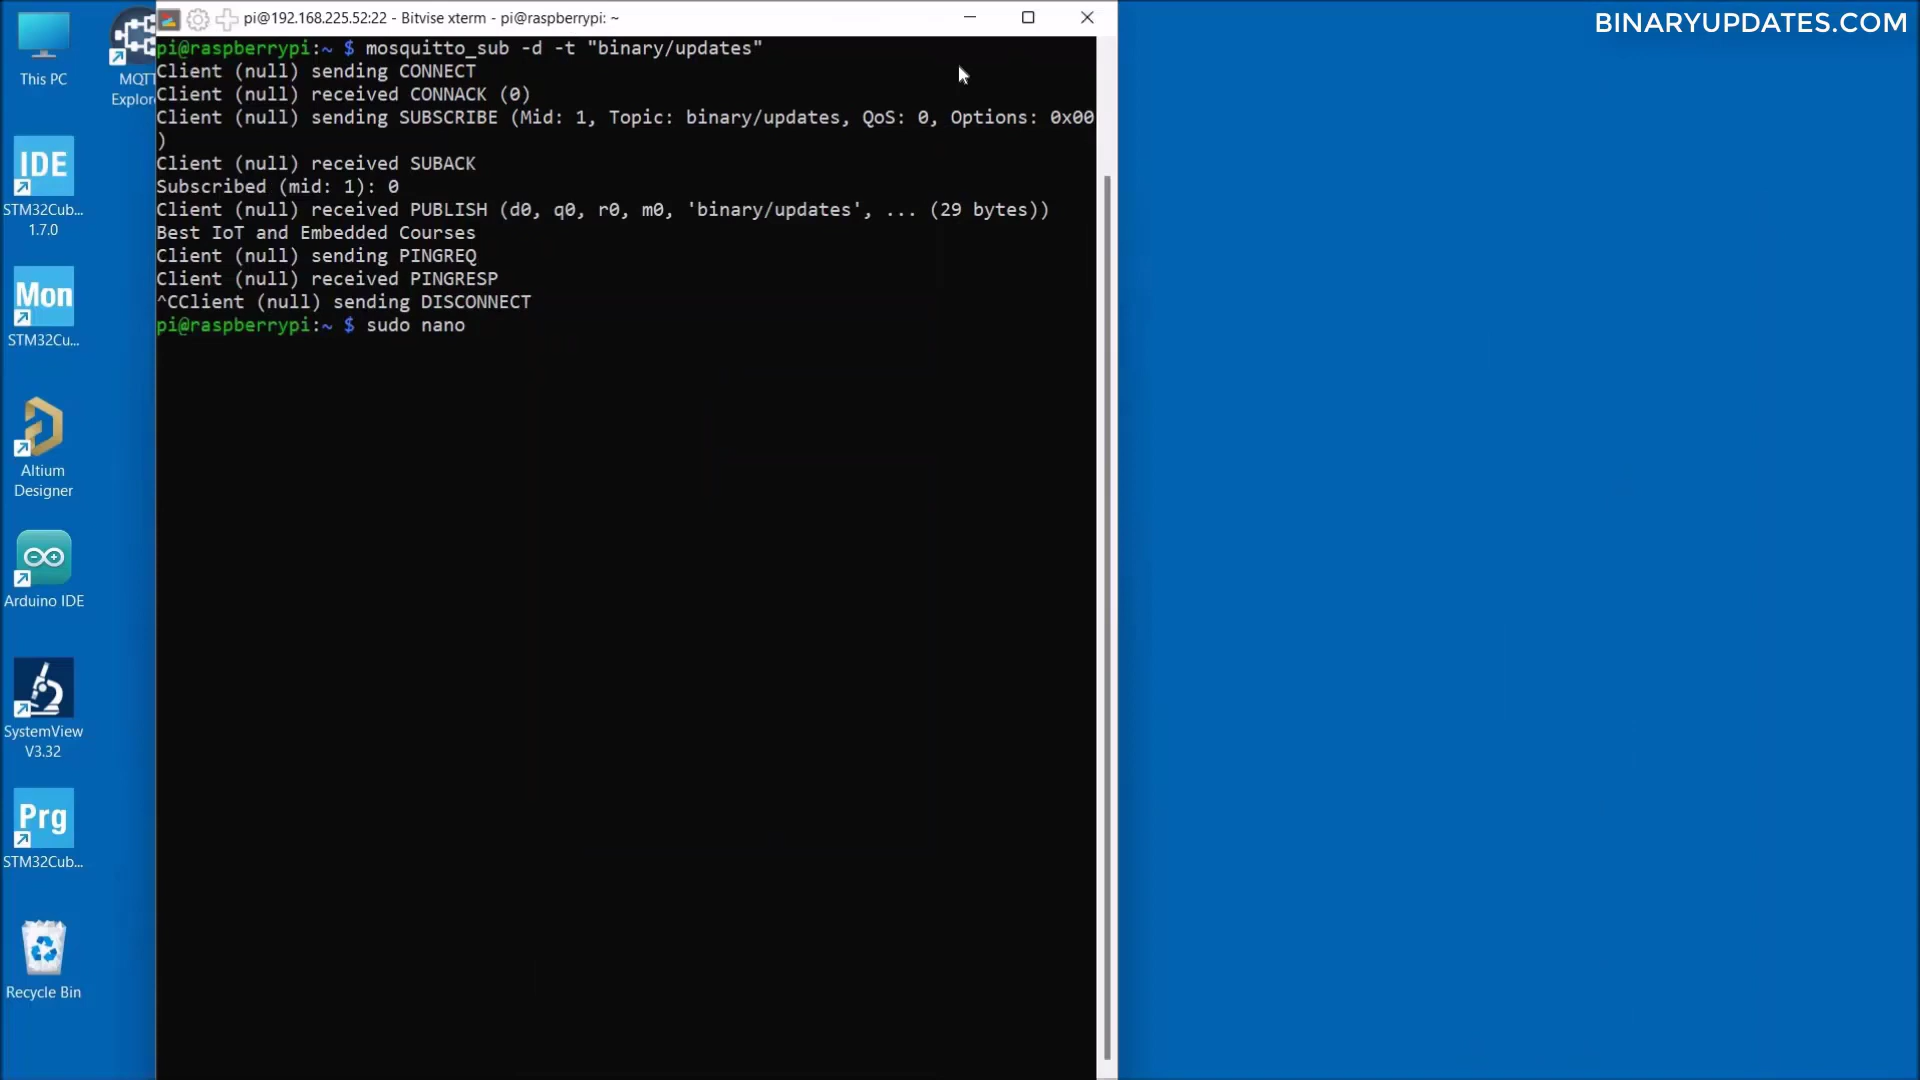 BINARYUPDATES.COM
pi@192.168.225.52:22 - Bitvise xterm - pi@raspberrypi: ~
pi@raspberrypi:~ $ mosquitto_sub -d -t "binary/updates"
Client (null) sending CONNECT
Client (null) received CONNACK (0)
Client (null) sending SUBSCRIBE (Mid: 1, Topic: binary/updates, QoS: 0, Options: 0x00
)
Client (null) received SUBACK
Subscribed (mid: 1): 0
Client (null) received PUBLISH (d0, q0, r0, m0, 'binary/updates', ... (29 bytes))
Best IoT and Embedded Courses
Client (null) sending PINGREQ
Client (null) received PINGRESP
^CClient (null) sending DISCONNECT
pi@raspberrypi:~ $ sudo nano
This PC
MQTT
Explor
IDE
STM32Cub...
1.7.0
Mon
STM32Cu...
Altium
Designer
Arduino IDE
SystemView
V3.32
Prg
STM32Cub...
Recycle Bin